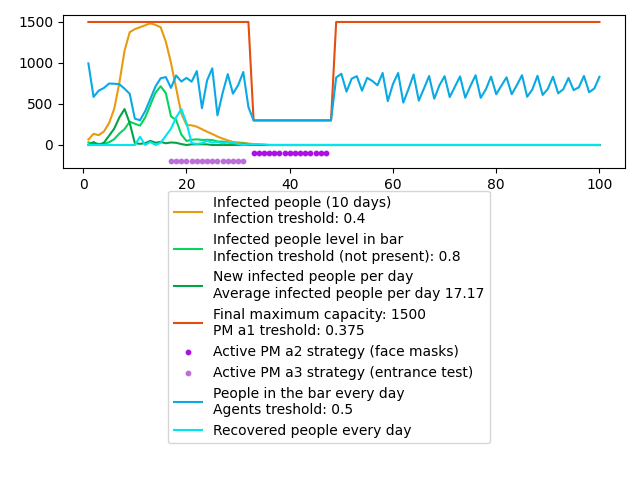 1500
1000
500
0
0 20 40 60 80 100
Infected people (10 days)
Infection treshold: 0.4
Infected people level in bar
Infection treshold (not present): 0.8
New infected people per day
Average infected people per day 17.17
Final maximum capacity: 1500
PM a1 treshold: 0.375
Active PM a2 strategy (face masks)
Active PM a3 strategy (entrance test)
People in the bar every day
Agents treshold: 0.5
Recovered people every day